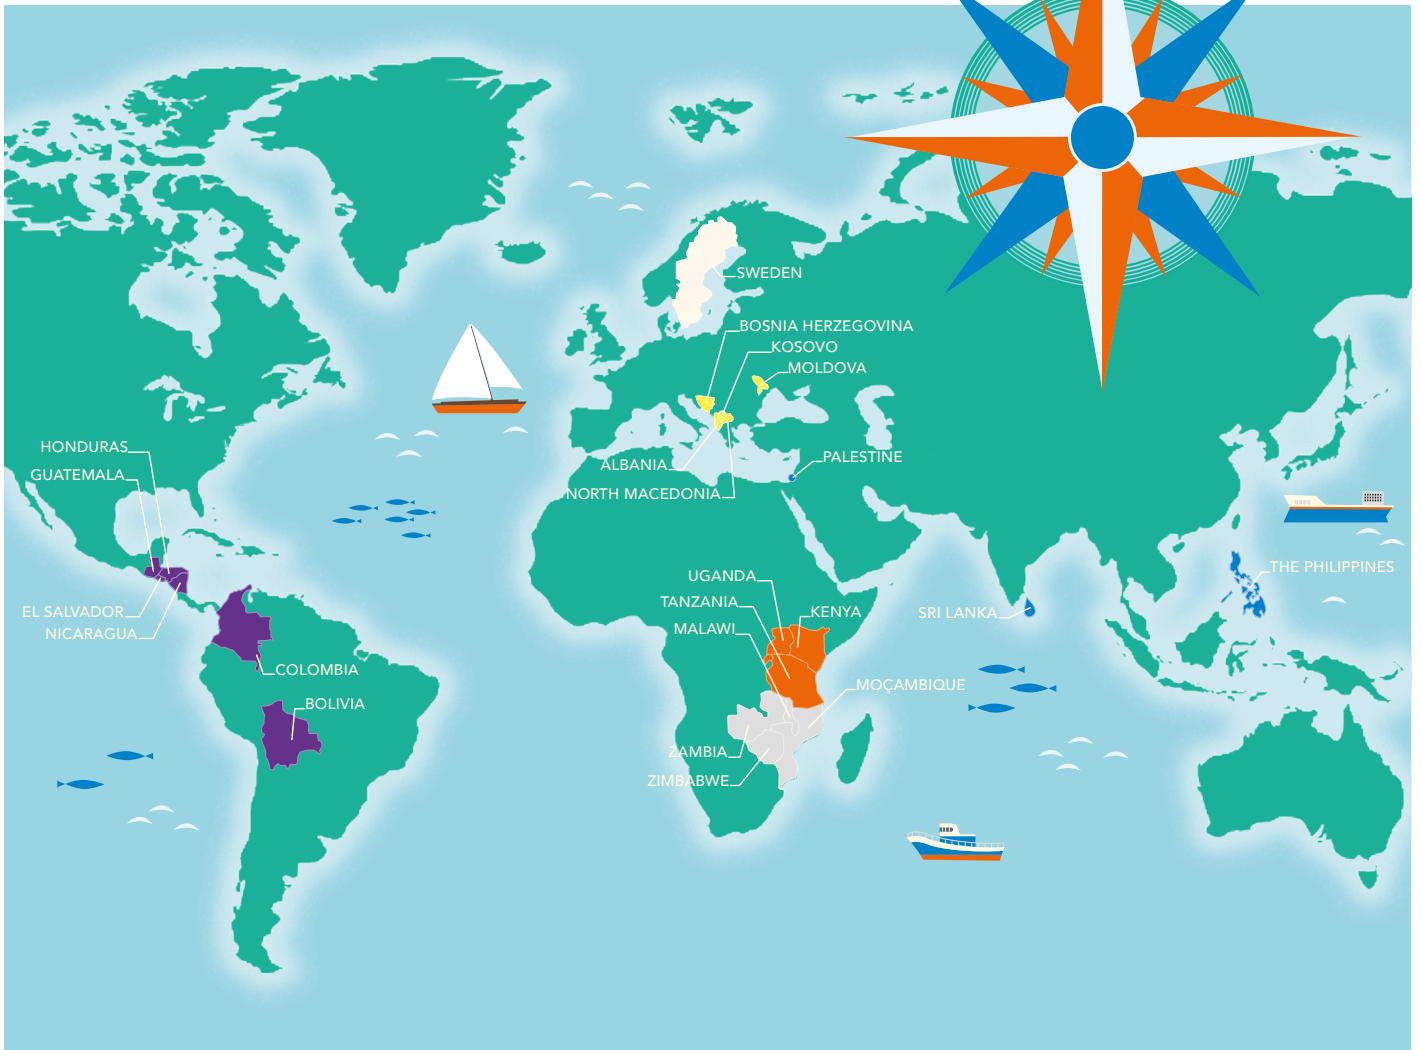 SWEDEN
BOSNIA HERZEGOVINA
KOSOVO
MOLDOVA
HONDURAS
GUATEMALA
ALBANIA
PALESTINE
NORTH MACEDONIA
THE PHILIPPINES
UGANDA
TANZANIA
KENYA
MALAWI
SRI LANKA
EL SALVADOR
NICARAGUA
COLOMBIA
MOÇAMBIQUE
BOLIVIA
ZAMBIA
ZIMBABWE